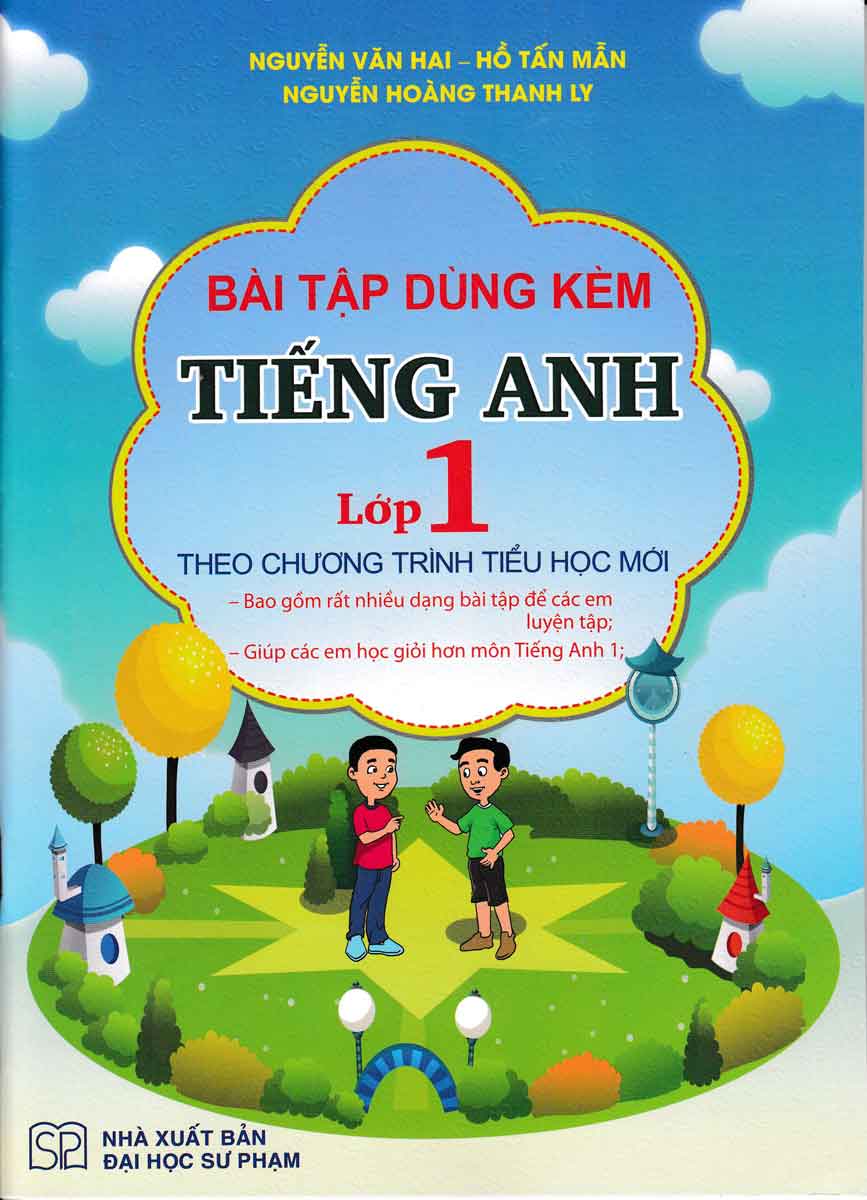 NGUYỄN VĂN HAI – HỒ TẤN MẪN
NGUYỄN HOÀNG THANH LY
BÀI TẬP DÙNG KÈM
TIẾNG ANH
Lớp 1
THEO CHƯƠNG TRÌNH TIỂU HỌC MỚI
– Bao gồm rất nhiều dạng bài tập để các em
luyện tập;
– Giúp các em học giỏi hơn môn Tiếng Anh 1;
SP
NHÀ XUẤT BẢN
ĐẠI HỌC SƯ PHẠM